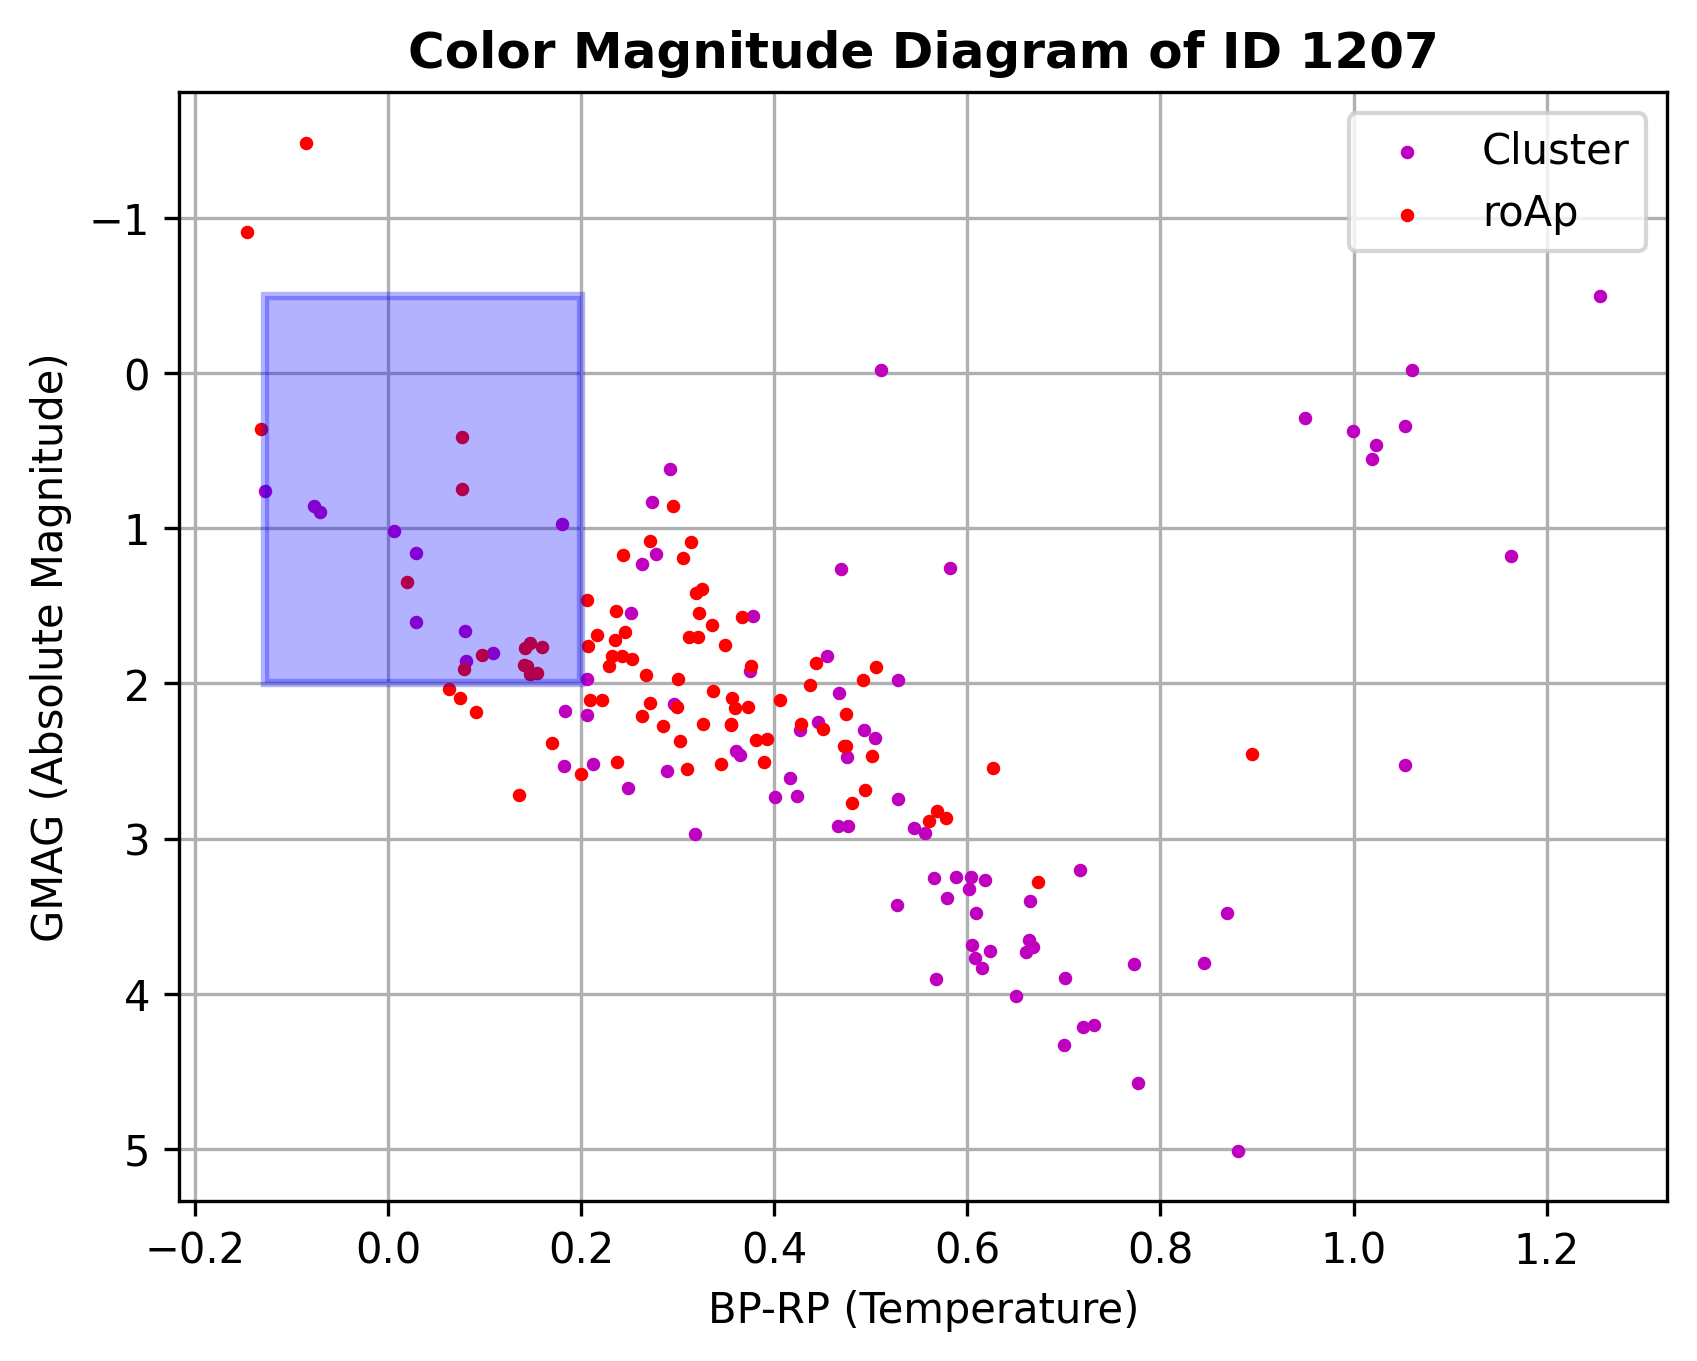 Color Magnitude Diagram of ID 1207
Cluster
roAp
GMAG (Absolute Magnitude)
−1
0
1
2
3
4
5
−0.2 0.0 0.2 0.4 0.6 0.8 1.0 1.2
BP-RP (Temperature)